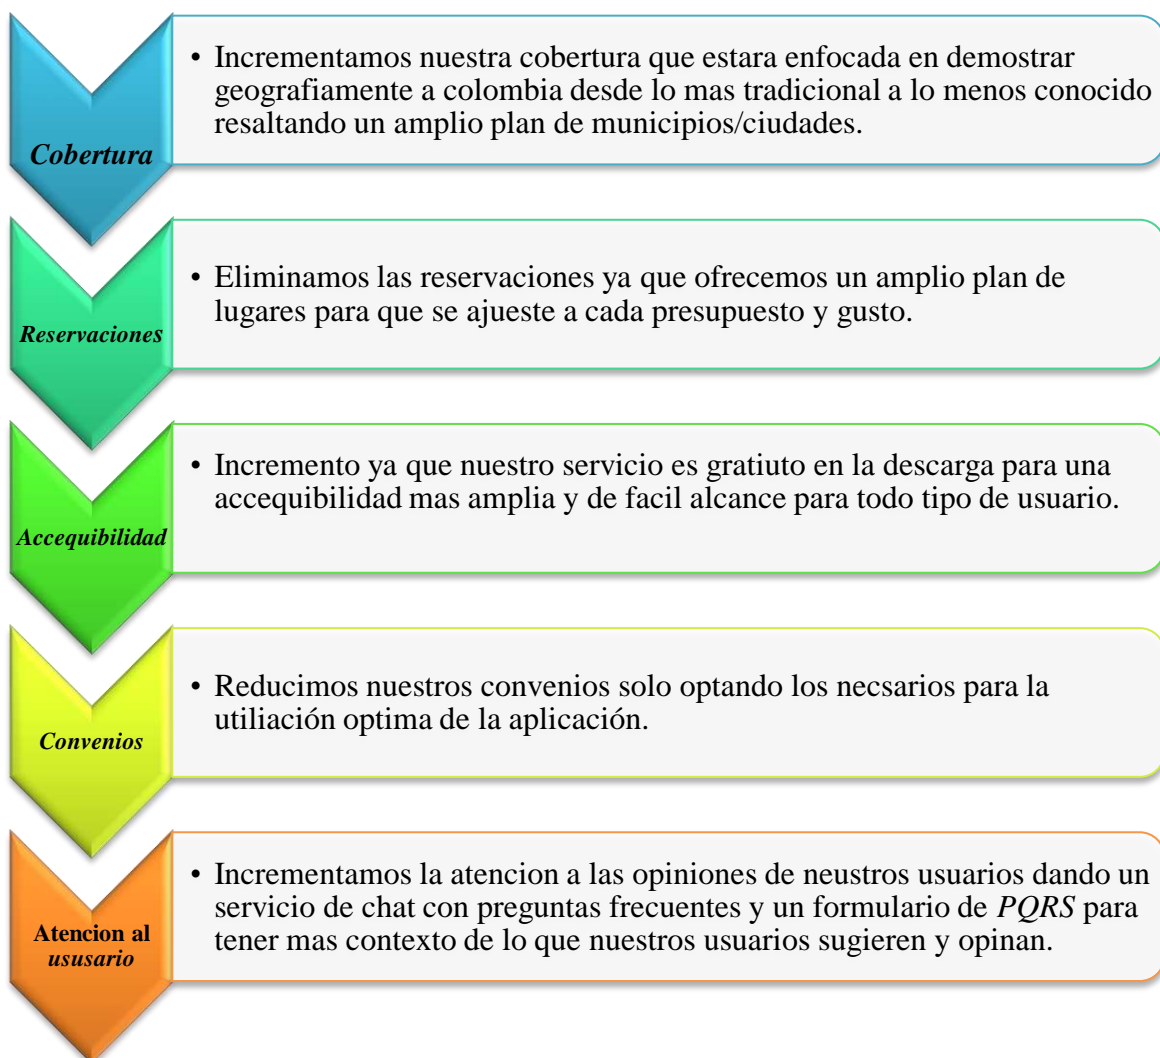 Cobertura
• Incrementamos nuestra cobertura que estara enfocada en demostrar
geografiamente a colombia desde lo mas tradicional a lo menos conocido
resaltando un amplio plan de municipios/ciudades.
Reservaciones
• Eliminamos las reservaciones ya que ofrecemos un amplio plan de
lugares para que se ajueste a cada presupuesto y gusto.
Accequibilidad
• Incremento ya que nuestro servicio es gratiuto en la descarga para una
accequibilidad mas amplia y de facil alcance para todo tipo de usuario.
Convenios
• Reducimos nuestros convenios solo optando los necsarios para la
utiliación optima de la aplicación.
Atencion al
ususario
• Incrementamos la atencion a las opiniones de neustros usuarios dando un
servicio de chat con preguntas frecuentes y un formulario de PQRS para
tener mas contexto de lo que nuestros usuarios sugieren y opinan.